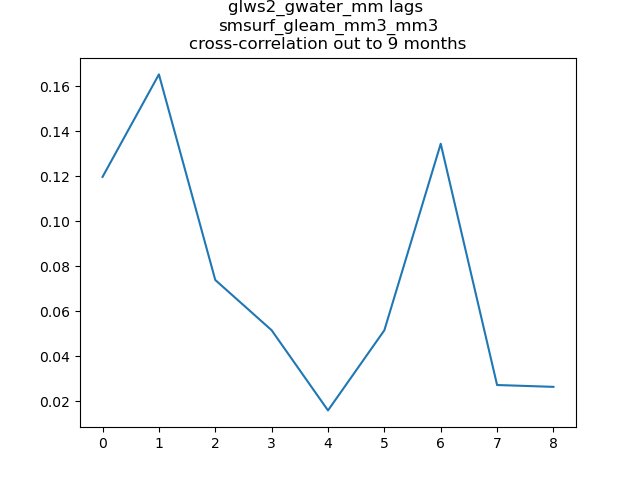 glws2_gwater_mm lags
smsurf_gleam_mm3_mm3
cross-correlation out to 9 months
0.16
0.14
0.12
0.10
0.08
0.06
0.04
0.02
0 1 2 3 4 5 6 7 8